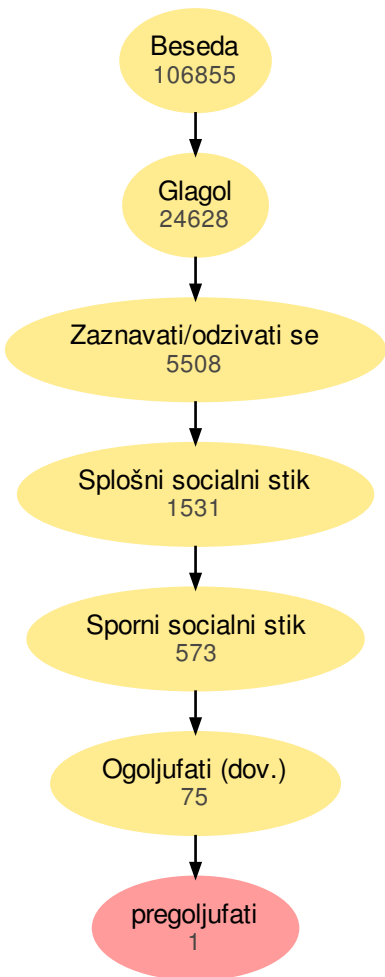 Beseda
106855
Glagol
24628
Zaznavati/odzivati se
5508
Splošni socialni stik
1531
Sporni socialni stik
573
Ogoljufati (dov.)
75
pregoljufati
1